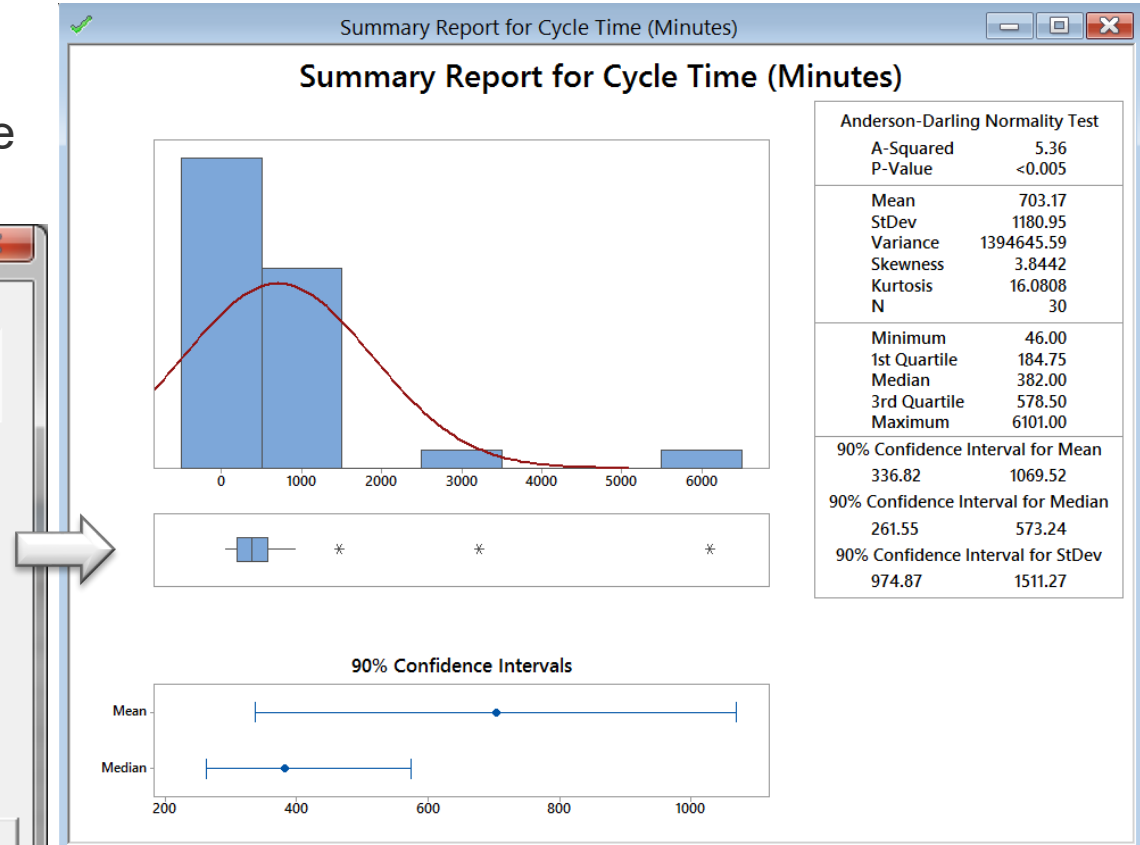 e
Summary Report for Cycle Time (Minutes)
Summary Report for Cycle Time (Minutes)
Anderson-Darling Normality Test
A-Squared 5.36
P-Value <0.005
Mean 703.17
StDev 1180.95
Variance 1394645.59
Skewness 3.8442
Kurtosis 16.0808
N 30
Minimum 46.00
1st Quartile 184.75
Median 382.00
3rd Quartile 578.50
Maximum 6101.00
90% Confidence Interval for Mean
336.82 1069.52
90% Confidence Interval for Median
261.55 573.24
90% Confidence Interval for StDev
974.87 1511.27
0 1000 2000 3000 4000 5000 6000
90% Confidence Intervals
Mean
Median
200 400 600 800 1000